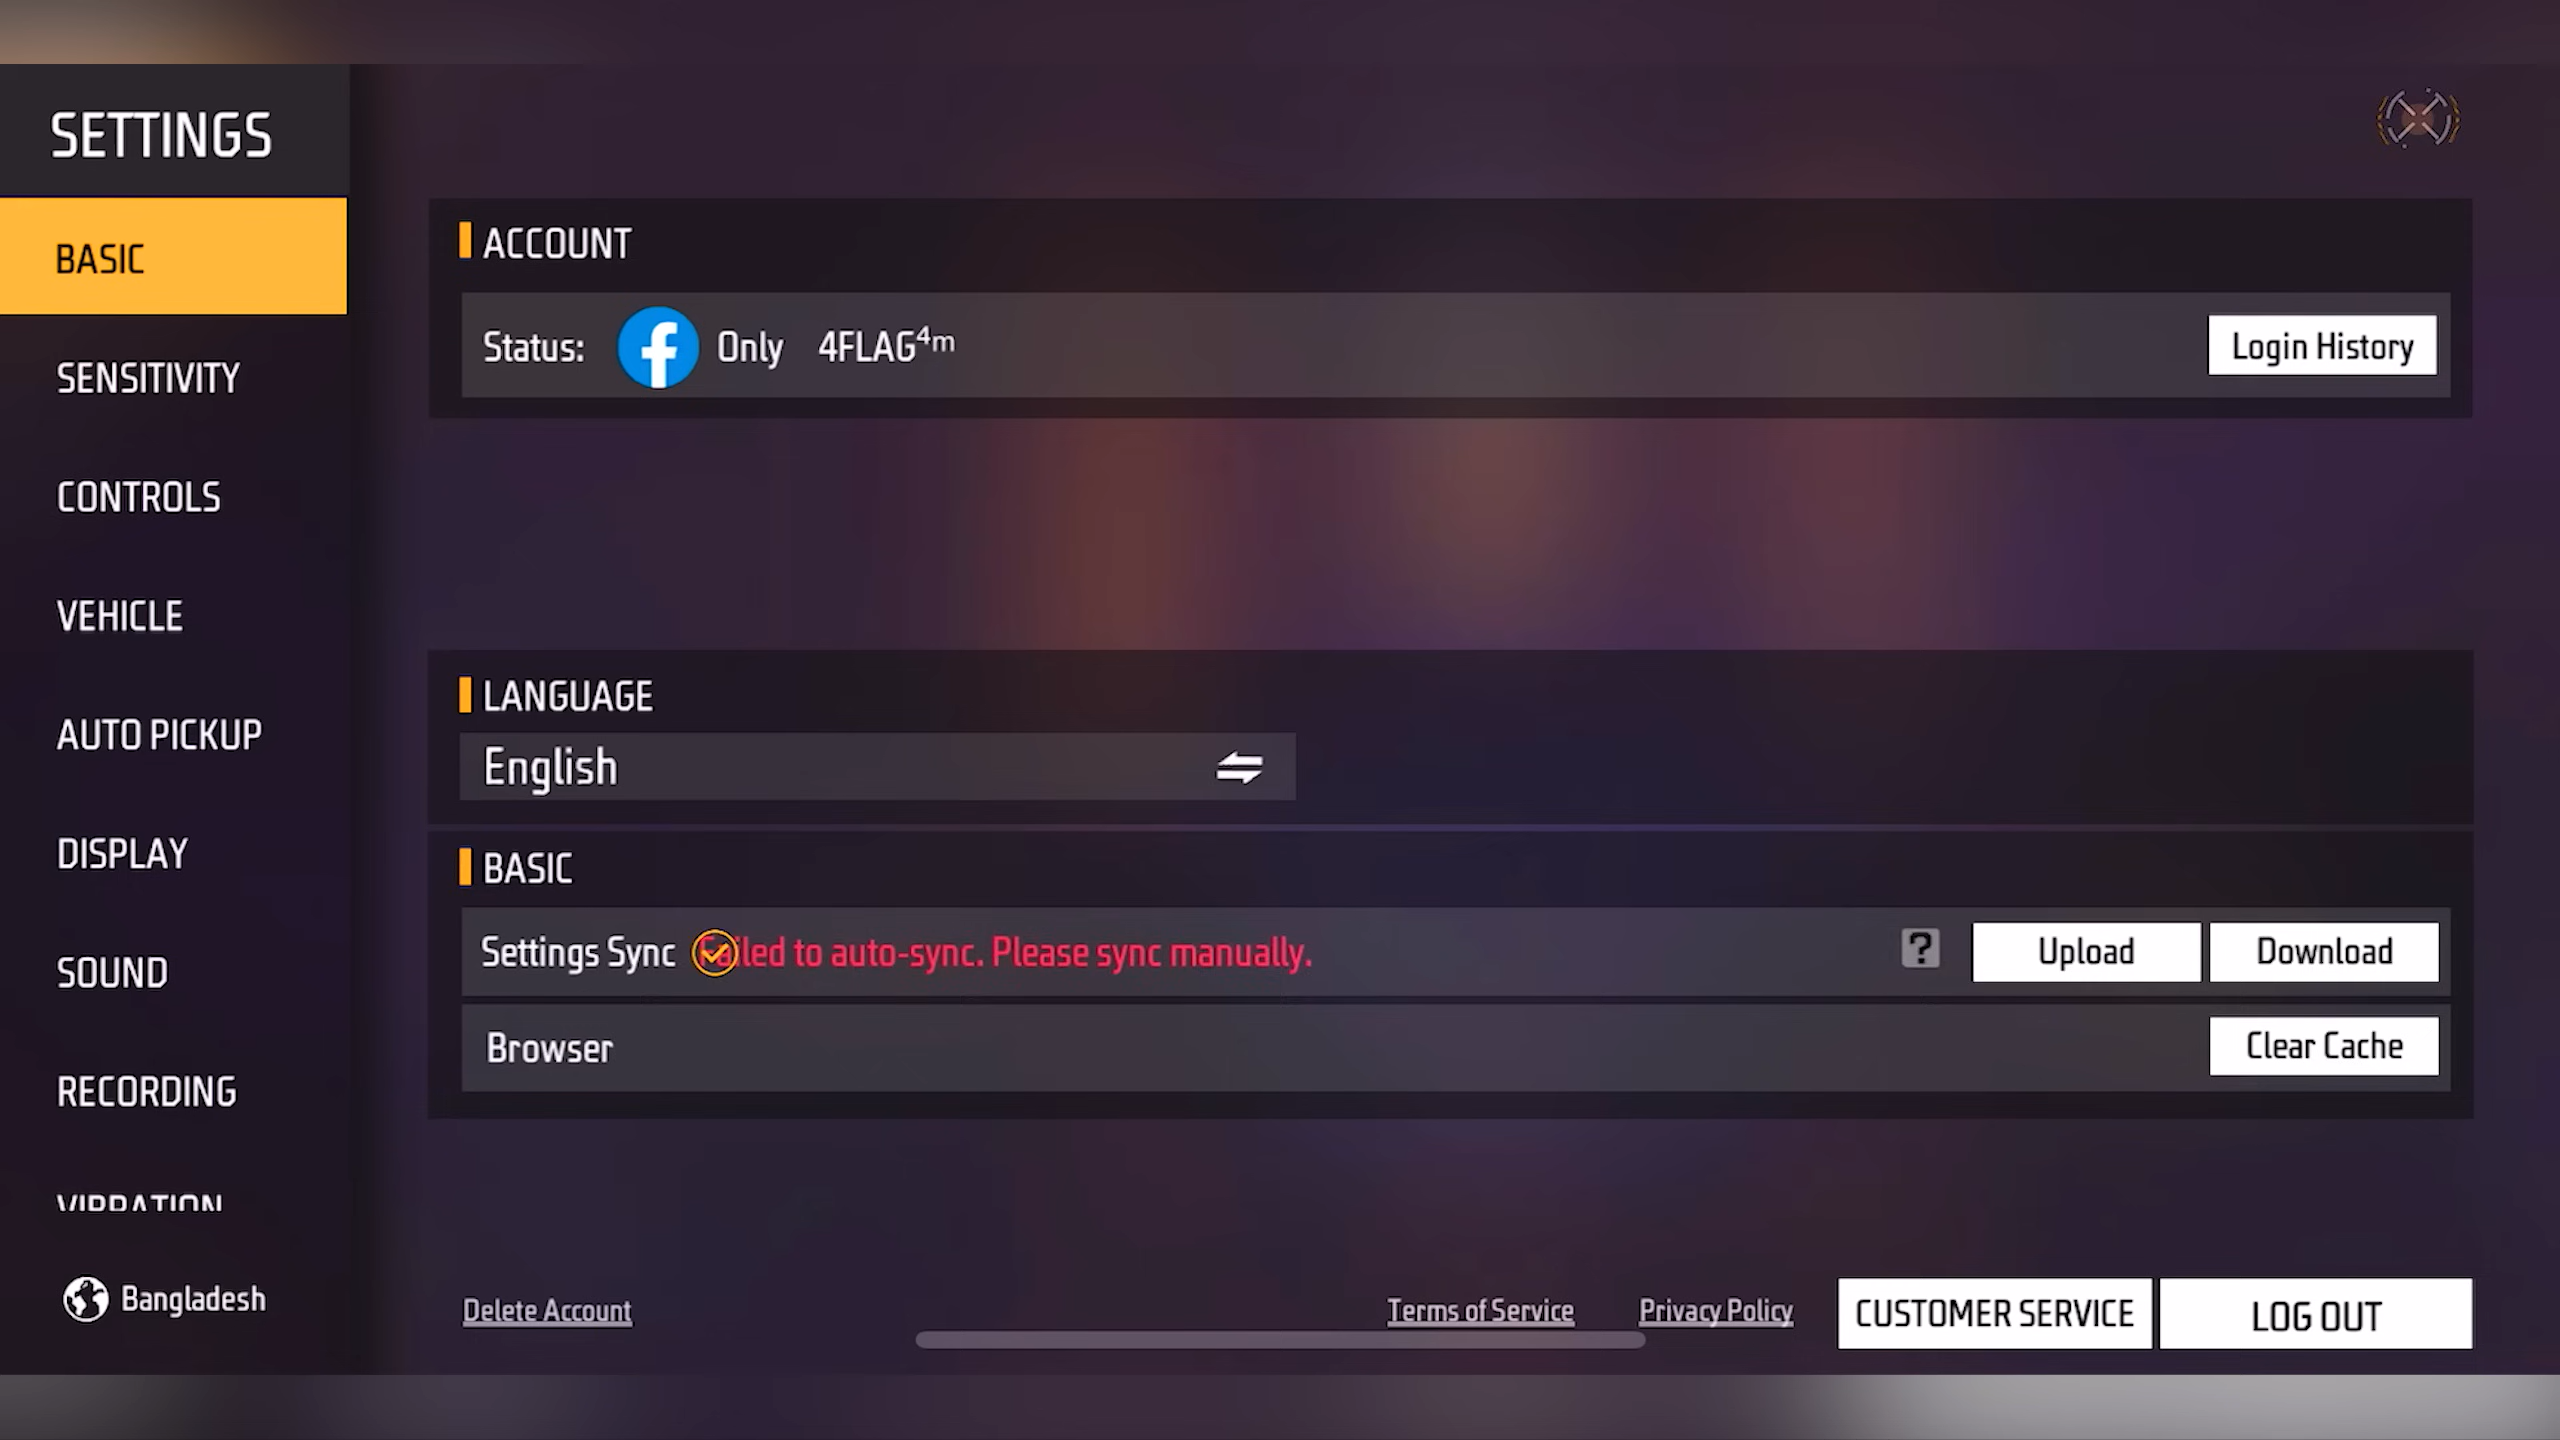 SETTINGS
BASIC
SENSITIVITY
CONTROLS
VEHICLE
AUTO PICKUP
DISPLAY
SOUND
RECORDING
VIBRATION
Bangladesh
ACCOUNT
Status: Only 4FLAG⁴ᵐ
Login History
LANGUAGE
English
BASIC
Settings Sync Failed to auto-sync. Please sync manually.
? Upload Download
Browser
Clear Cache
Delete Account
Terms of Service Privacy Policy
CUSTOMER SERVICE LOG OUT